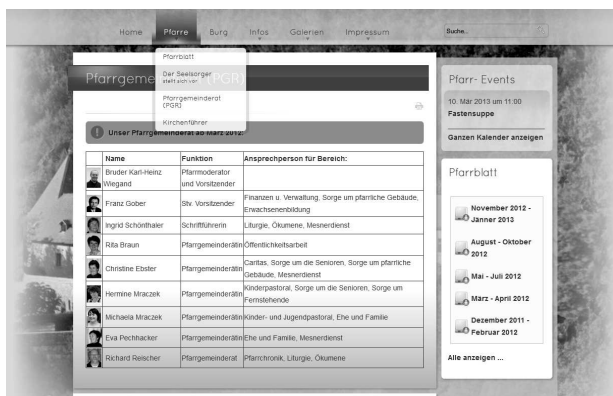 Home Pfarre Burg Infos Galerien Impressum
Suche...
Pfarrblatt
Der Seelsorger
stellt sich vor
Pfarrgemeinderat
(PGR)
Kirchenführer
Pfarrgeme (PGR)
Unser Pfarrgemeinderat ab März 2012:
Name Funktion Ansprechperson für Bereich:
Bruder Karl-Heinz Wiegand Pfarrmoderator und Vorsitzender
Franz Gober Stv. Vorsitzender Finanzen u. Verwaltung, Sorge um pfarrliche Gebäude, Erwachsenenbildung
Ingrid Schönthaler Schriftführerin Liturgie, Ökumene, Mesnerdienst
Rita Braun Pfarrgemeinderätin Öffentlichkeitsarbeit
Christine Ebster Pfarrgemeinderätin Caritas, Sorge um die Senioren, Sorge um pfarrliche Gebäude, Mesnerdienst
Hermine Mraczek Pfarrgemeinderätin Kinderpastoral, Sorge um die Senioren, Sorge um Fernstehende
Michaela Mraczek Pfarrgemeinderätin Kinder- und Jugendpastoral, Ehe und Familie
Eva Pechhacker Pfarrgemeinderätin Ehe und Familie, Mesnerdienst
Richard Reischer Pfarrgemeinderat Pfarrchronik, Liturgie, Ökumene
Pfarr- Events
10. Mär 2013 um 11:00
Fastensuppe
Ganzen Kalender anzeigen
Pfarrblatt
November 2012 -
Jänner 2013
August - Oktober
2012
Mai - Juli 2012
März - April 2012
Dezember 2011 -
Februar 2012
Alle anzeigen ...